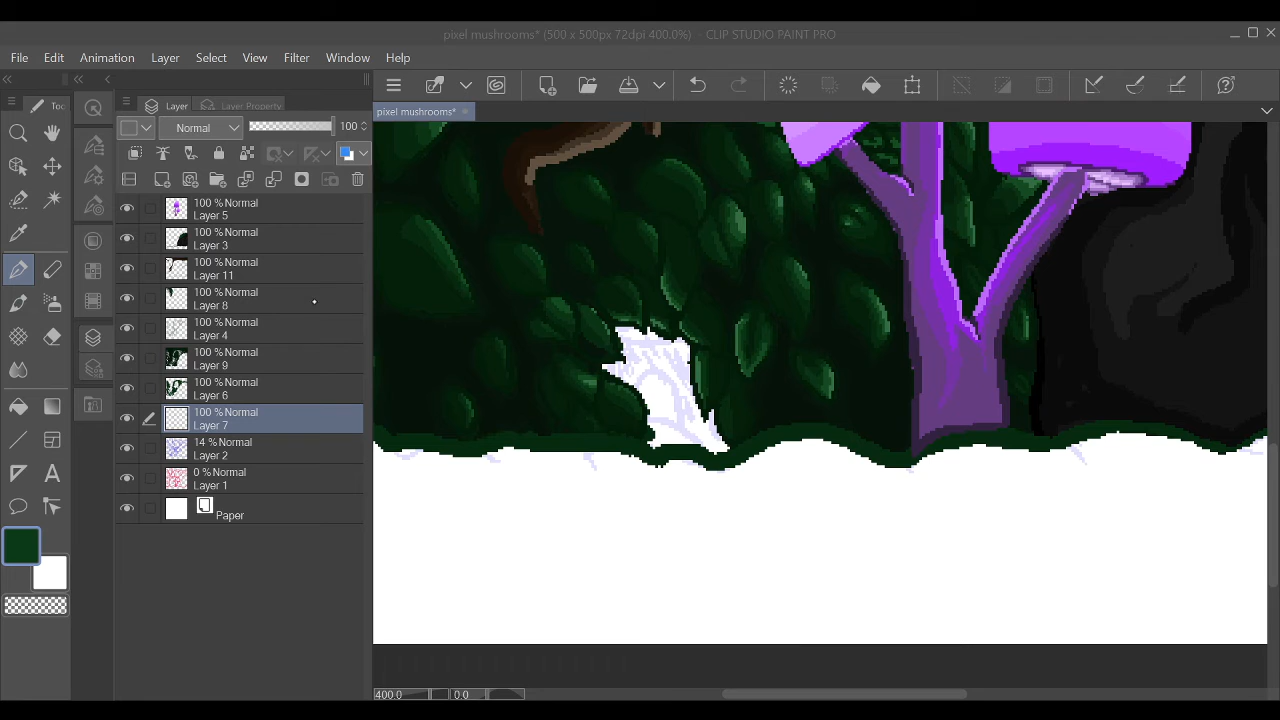 pixel mushrooms* (500 x 500px 72dpi 400.0%) - CLIP STUDIO PAINT PRO
File Edit Animation Layer Select View Filter Window Help
Too Layer Layer Property
pixel mushrooms*
Normal 100
100 %Normal
Layer 5
100 %Normal
Layer 3
100 %Normal
Layer 11
100 %Normal
Layer 8
100 %Normal
Layer 4
100 %Normal
Layer 9
100 %Normal
Layer 6
100 %Normal
Layer 7
14 %Normal
Layer 2
0 %Normal
Layer 1
Paper
400.0 0.0